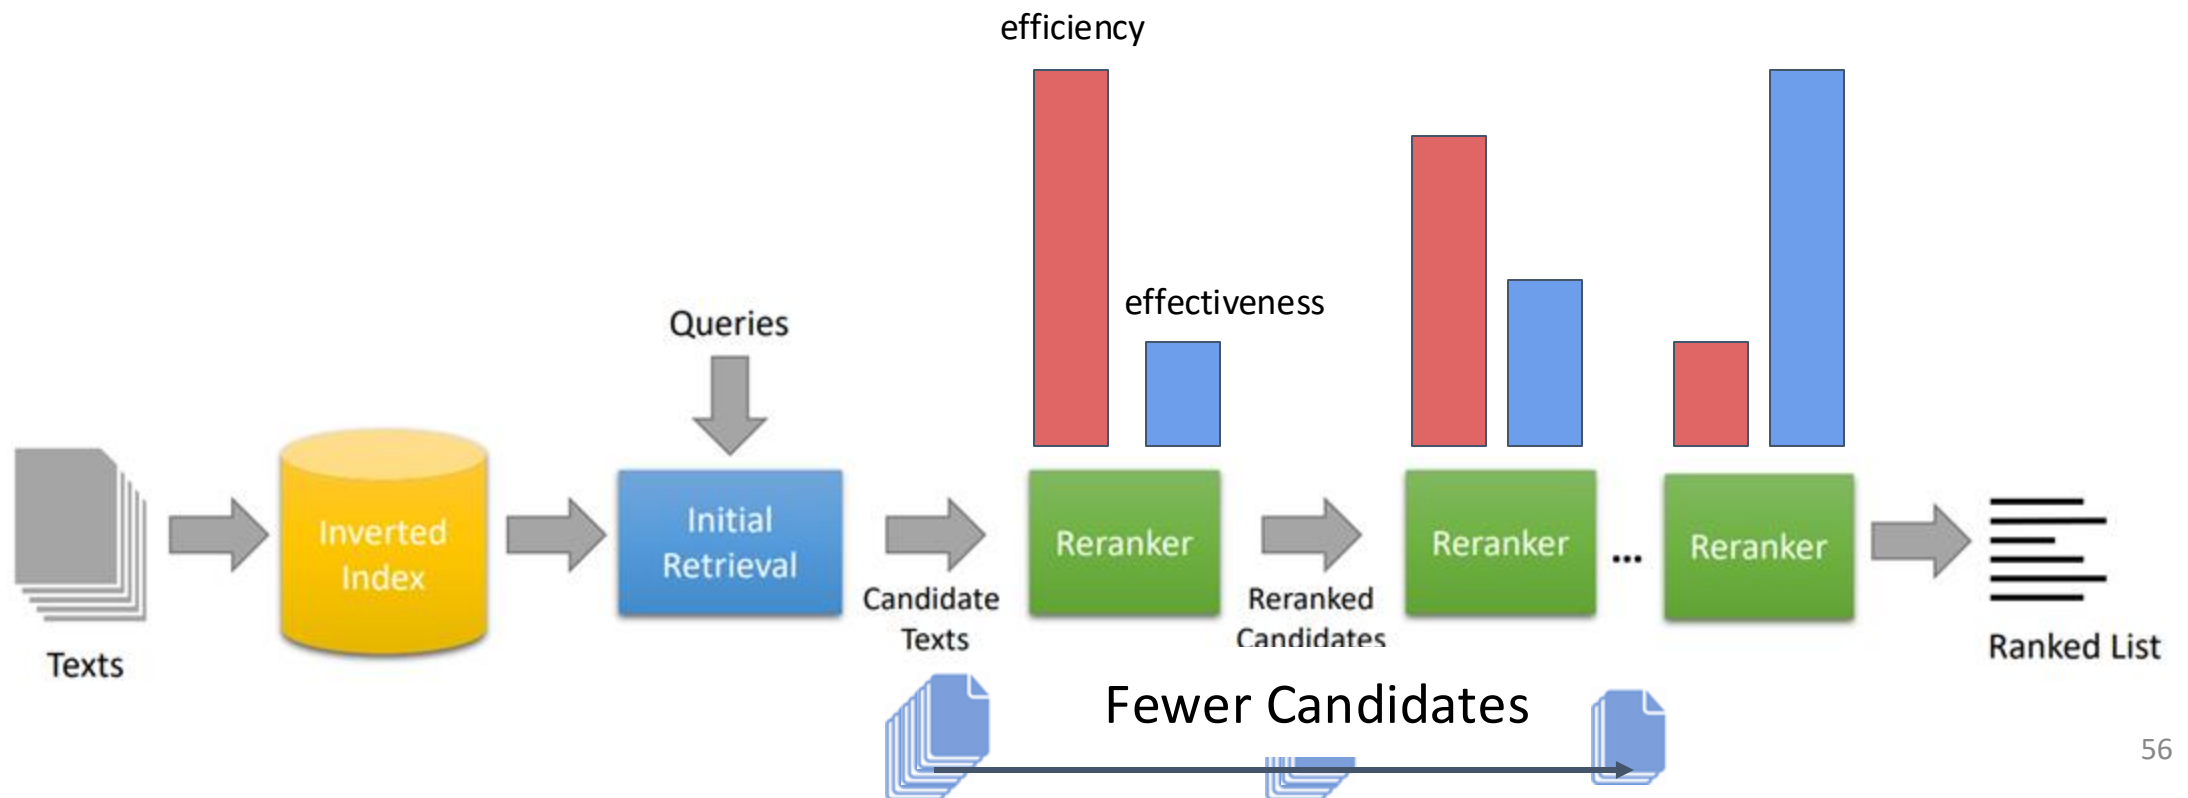 efficiency
effectiveness
Queries
Inverted
Index
Initial
Retrieval
Reranker
Reranker
...
Reranker
Candidate
Texts
Reranked
Candidates
Texts
Ranked List
Fewer Candidates
56